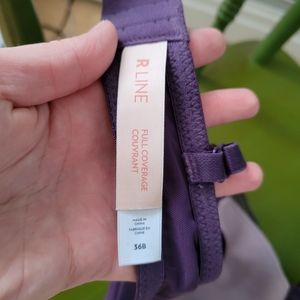 R LINE
FULL COVERAGE
COUVRANT
MADE IN
CHINA
FABRIQUÉ EN
CHINE
36B